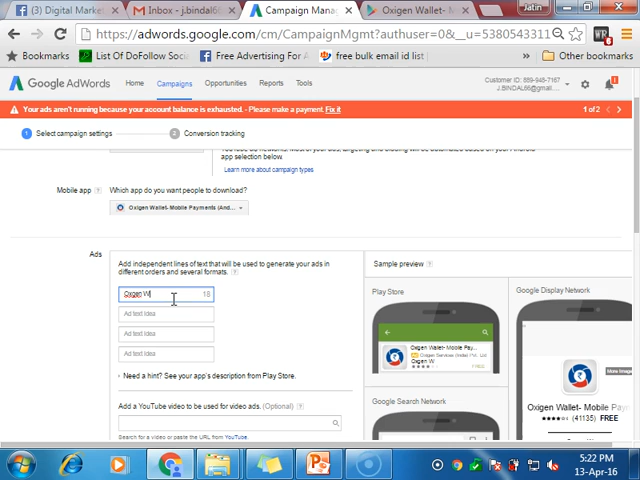 (3) Digital Market
Inbox - j.bindal6@
Campaign Mana
Oxigen Wallet- M
Jatin
https://adwords.google.com/cm/CampaignMgmt?authuser=0&__u=5380543311
Bookmarks
List Of DoFollow Soci
Free Advertising For
free bulk email id list
Other bookmarks
Google AdWords
Home
Campaigns
Opportunities
Reports
Tools
Customer ID: 889-948-7167
J.BINDAL66@gmail....
Your ads aren't running because your account balance is exhausted. - Please make a payment. Fix it
1 of 2
1 Select campaign settings
2 Conversion tracking
app selection below.
Learn more about campaign types
Mobile app
Which app do you want people to download?
Oxigen Wallet- Mobile Payments (And...
Ads
Add independent lines of text that will be used to generate your ads in
different orders and several formats.
Sample preview
Oxgen W
18
Ad text idea
Ad text idea
Ad text idea
Need a hint? See your app's description from Play Store.
Add a YouTube video to be used for video ads. (Optional)
Search for a video or paste the URL from YouTube.
Play Store
Oxigen Wallet- Mobile Pay...
Ad Oxigen Services (India) Pvt. Ltd
Oxgen W
FREE
Google Search Network
Google Display Network
More Image
Oxigen Wallet- Mobile Pay
(41135) FREE
5:22 PM
13-Apr-16